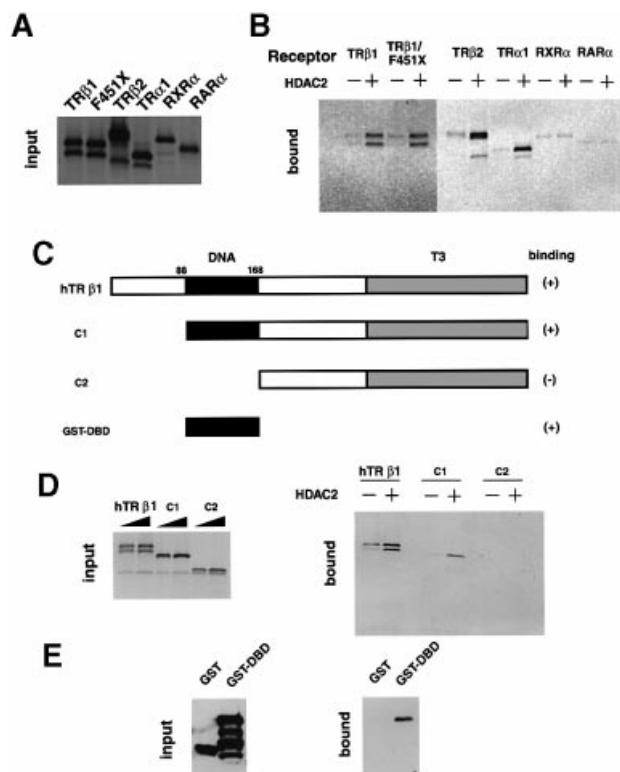 A
TRβ1 F451X TRβ2 TRα1 RXRα RARα
input
B
Receptor TRβ1 TRβ1/F451X TRβ2 TRα1 RXRα RARα
HDAC2 − + − + − + − + − + − +
bound
C
DNA T3 binding
88 168
hTR β1 (+)
C1 (+)
C2 (-)
GST-DBD (+)
D
hTR β1 C1 C2
input
hTR β1 C1 C2
HDAC2 − + − + − +
bound
E
GST GST-DBD
input
GST GST-DBD
bound